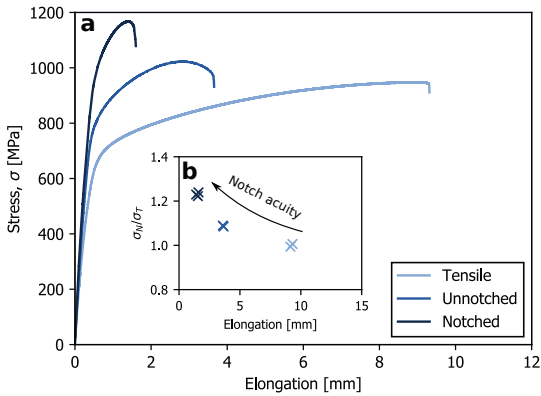 a
1200
1000
800
600
400
200
0
Stress, σ [MPa]
0 2 4 6 8 10 12
Elongation [mm]
b
1.4
1.2
1.0
0.8
σN/σT
Notch acuity
0 5 10 15
Elongation [mm]
Tensile
Unnotched
Notched